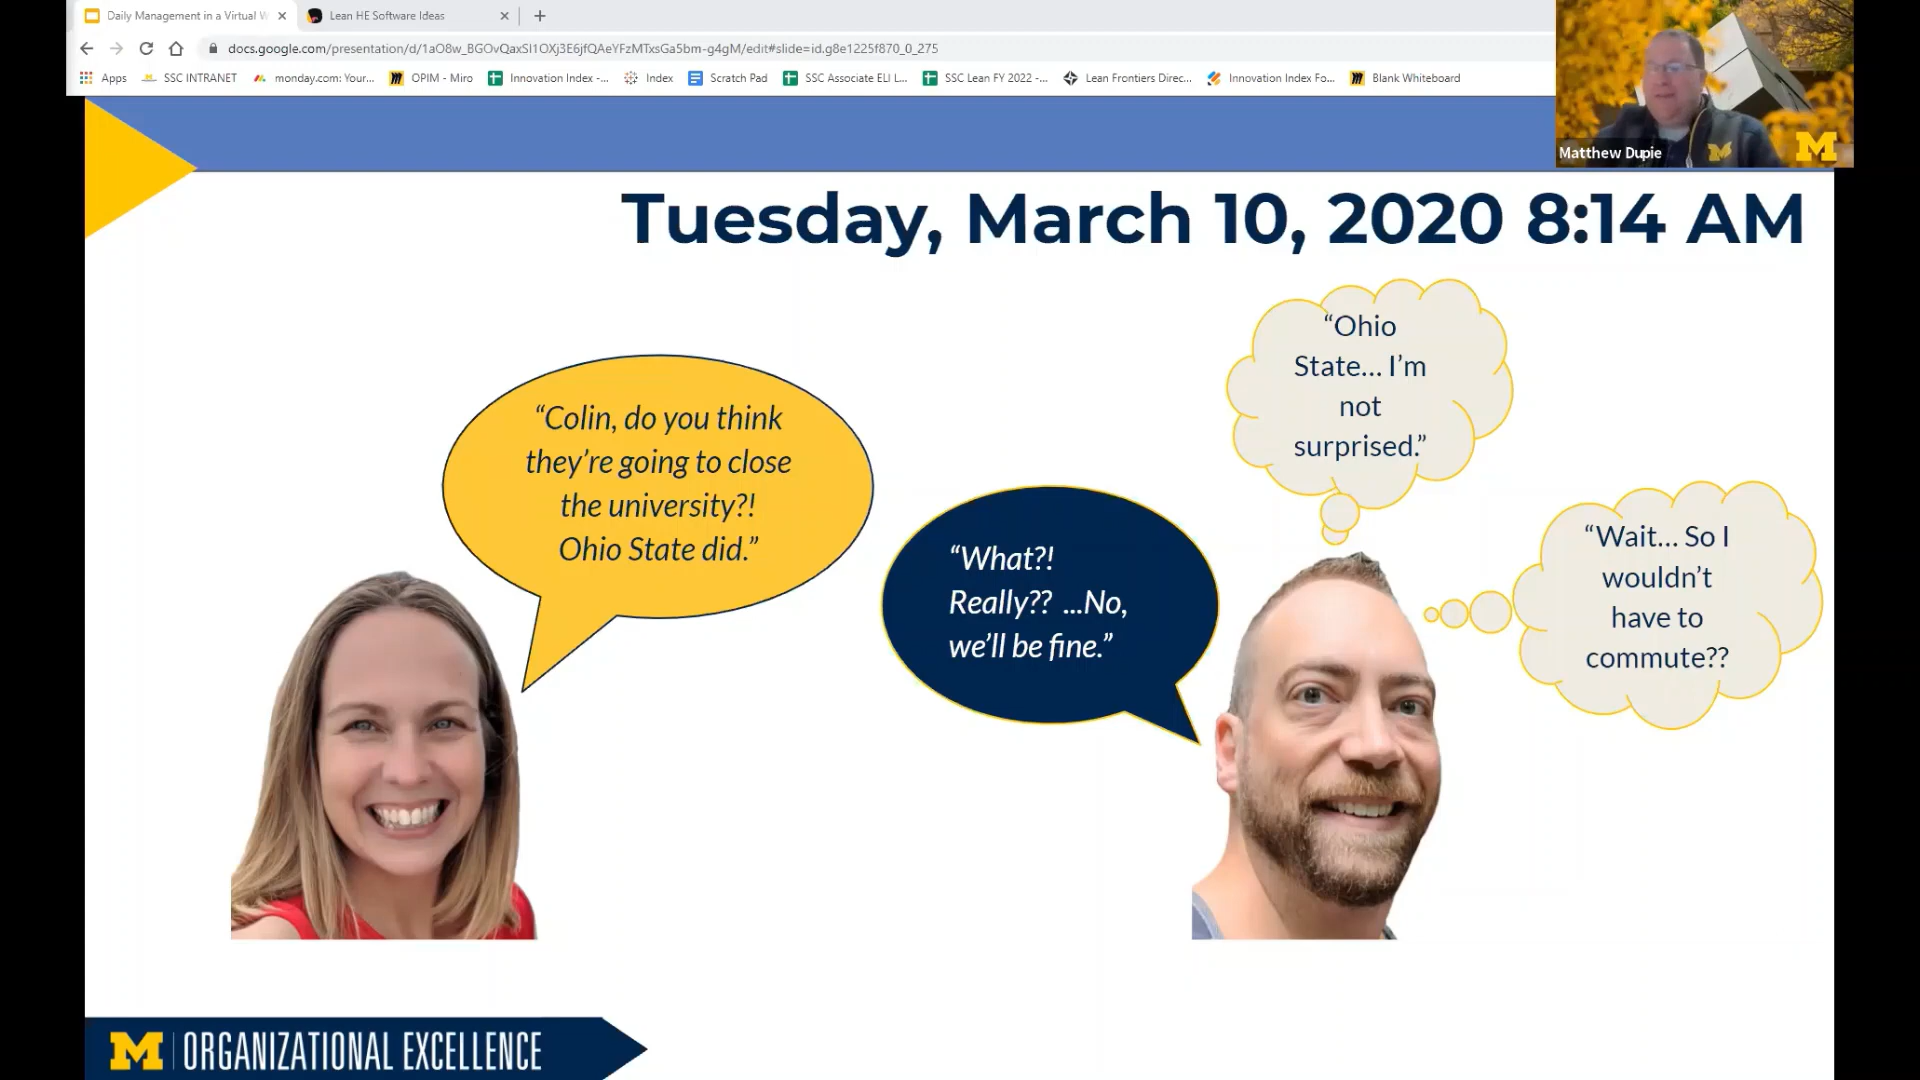 Daily Management in a Virtual W
Lean HE Software Ideas
docs.google.com/presentation/d/1aO8w_BGOvQaxSI1OXj3E6jfQAeYFzMTxsGa5bm-g4gM/edit#slide=id.g8e1225f870_0_275
Apps SSC INTRANET monday.com: Your... OPIM - Miro Innovation Index -... Index Scratch Pad SSC Associate ELI L... SSC Lean FY 2022 -... Lean Frontiers Direc... Innovation Index Fo... Blank Whiteboard
M
Matthew Dupie
Tuesday, March 10, 2020 8:14 AM
“Colin, do you think
they’re going to close
the university?!
Ohio State did.”
“What?!
Really?? ...No,
we’ll be fine.”
“Ohio
State... I’m
not
surprised.”
“Wait... So I
wouldn’t
have to
commute??
M ORGANIZATIONAL EXCELLENCE